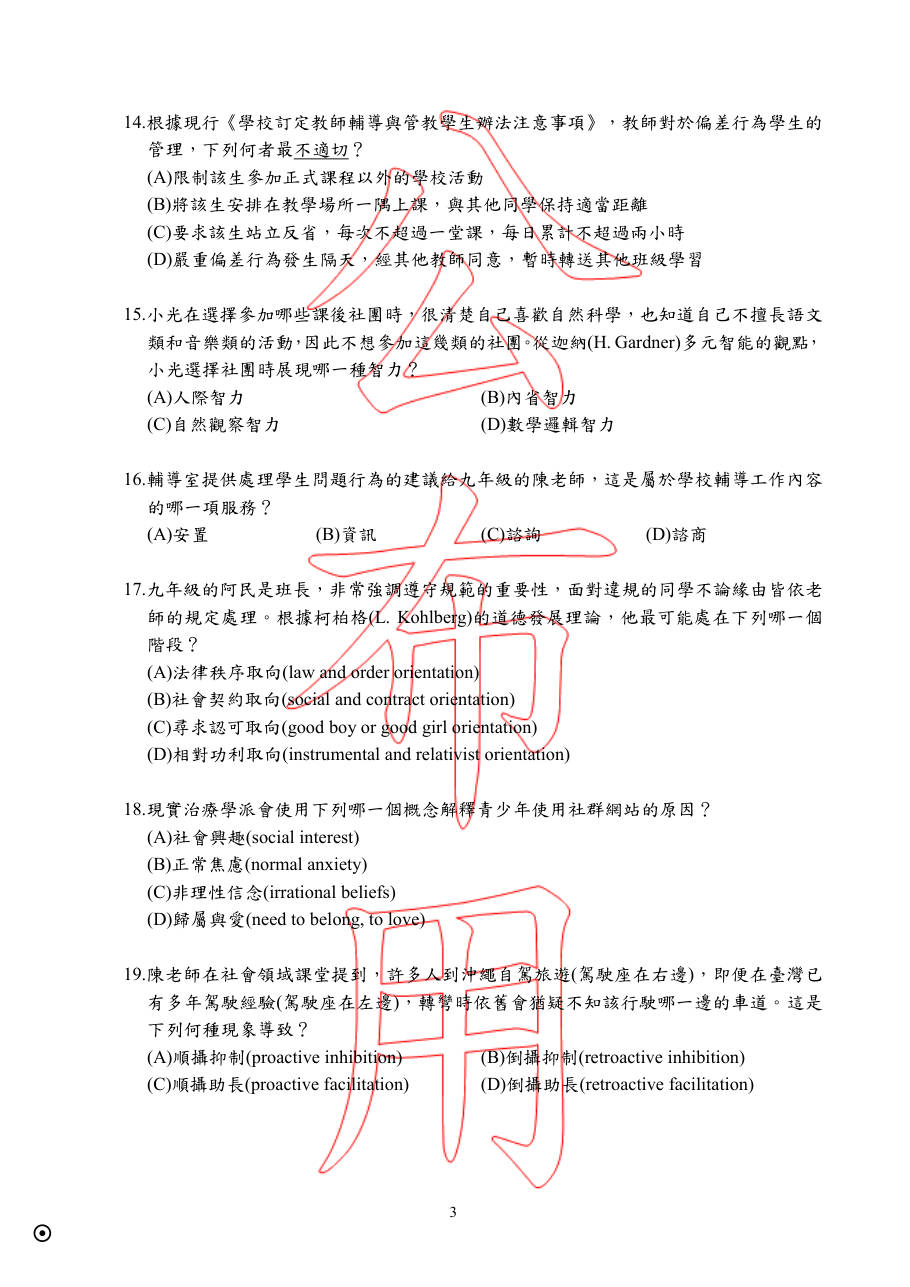 14.根據現行《學校訂定教師輔導與管教學生辦法注意事項》，教師對於偏差行為學生的
管理，下列何者最不適切？
(A)限制該生參加正式課程以外的學校活動
(B)將該生安排在教學場所一隅上課，與其他同學保持適當距離
(C)要求該生站立反省，每次不超過一堂課，每日累計不超過兩小時
(D)嚴重偏差行為發生隔天，經其他教師同意，暫時轉送其他班級學習
15.小光在選擇參加哪些課後社團時，很清楚自己喜歡自然科學，也知道自己不擅長語文
類和音樂類的活動，因此不想參加這幾類的社團。從迦納(H. Gardner)多元智能的觀點，
小光選擇社團時展現哪一種智力？
(A)人際智力 (B)內省智力
(C)自然觀察智力 (D)數學邏輯智力
16.輔導室提供處理學生問題行為的建議給九年級的陳老師，這是屬於學校輔導工作內容
的哪一項服務？
(A)安置 (B)資訊 (C)諮詢 (D)諮商
17.九年級的阿民是班長，非常強調遵守規範的重要性，面對違規的同學不論緣由皆依老
師的規定處理。根據柯柏格(L. Kohlberg)的道德發展理論，他最可能處在下列哪一個
階段？
(A)法律秩序取向(law and order orientation)
(B)社會契約取向(social and contract orientation)
(C)尋求認可取向(good boy or good girl orientation)
(D)相對功利取向(instrumental and relativist orientation)
18.現實治療學派會使用下列哪一個概念解釋青少年使用社群網站的原因？
(A)社會興趣(social interest)
(B)正常焦慮(normal anxiety)
(C)非理性信念(irrational beliefs)
(D)歸屬與愛(need to belong, to love)
19.陳老師在社會領域課堂提到，許多人到沖繩自駕旅遊(駕駛座在右邊)，即便在臺灣已
有多年駕駛經驗(駕駛座在左邊)，轉彎時依舊會猶疑不知該行駛哪一邊的車道。這是
下列何種現象導致？
(A)順攝抑制(proactive inhibition) (B)倒攝抑制(retroactive inhibition)
(C)順攝助長(proactive facilitation) (D)倒攝助長(retroactive facilitation)
公布用
3